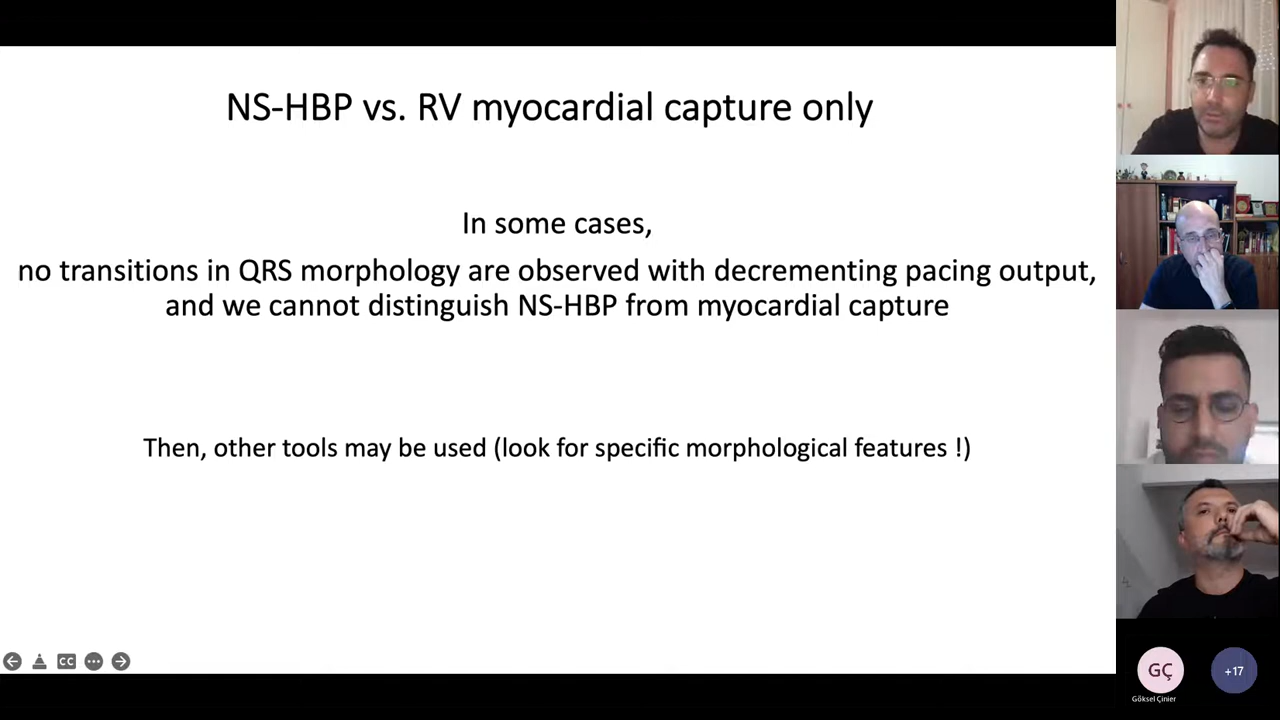 NS-HBP vs. RV myocardial capture only
In some cases,
no transitions in QRS morphology are observed with decrementing pacing output,
and we cannot distinguish NS-HBP from myocardial capture
Then, other tools may be used (look for specific morphological features !)
CC
GÇ
+17
Göksel Çinier